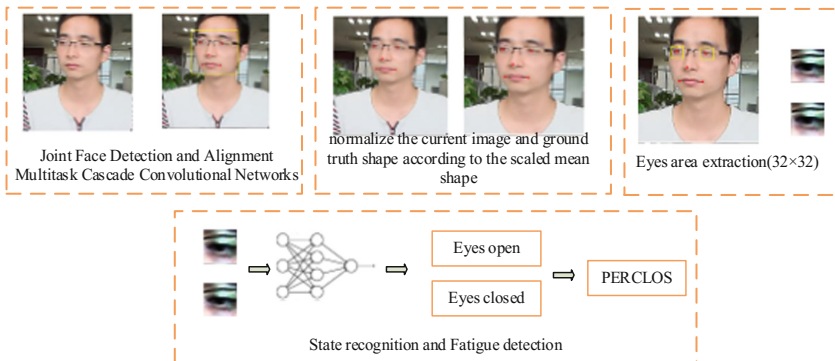 Joint Face Detection and Alignment
Multitask Cascade Convolutional Networks
normalize the current image and ground
truth shape according to the scaled mean
shape
Eyes area extraction(32×32)
Eyes open
Eyes closed
PERCLOS
State recognition and Fatigue detection